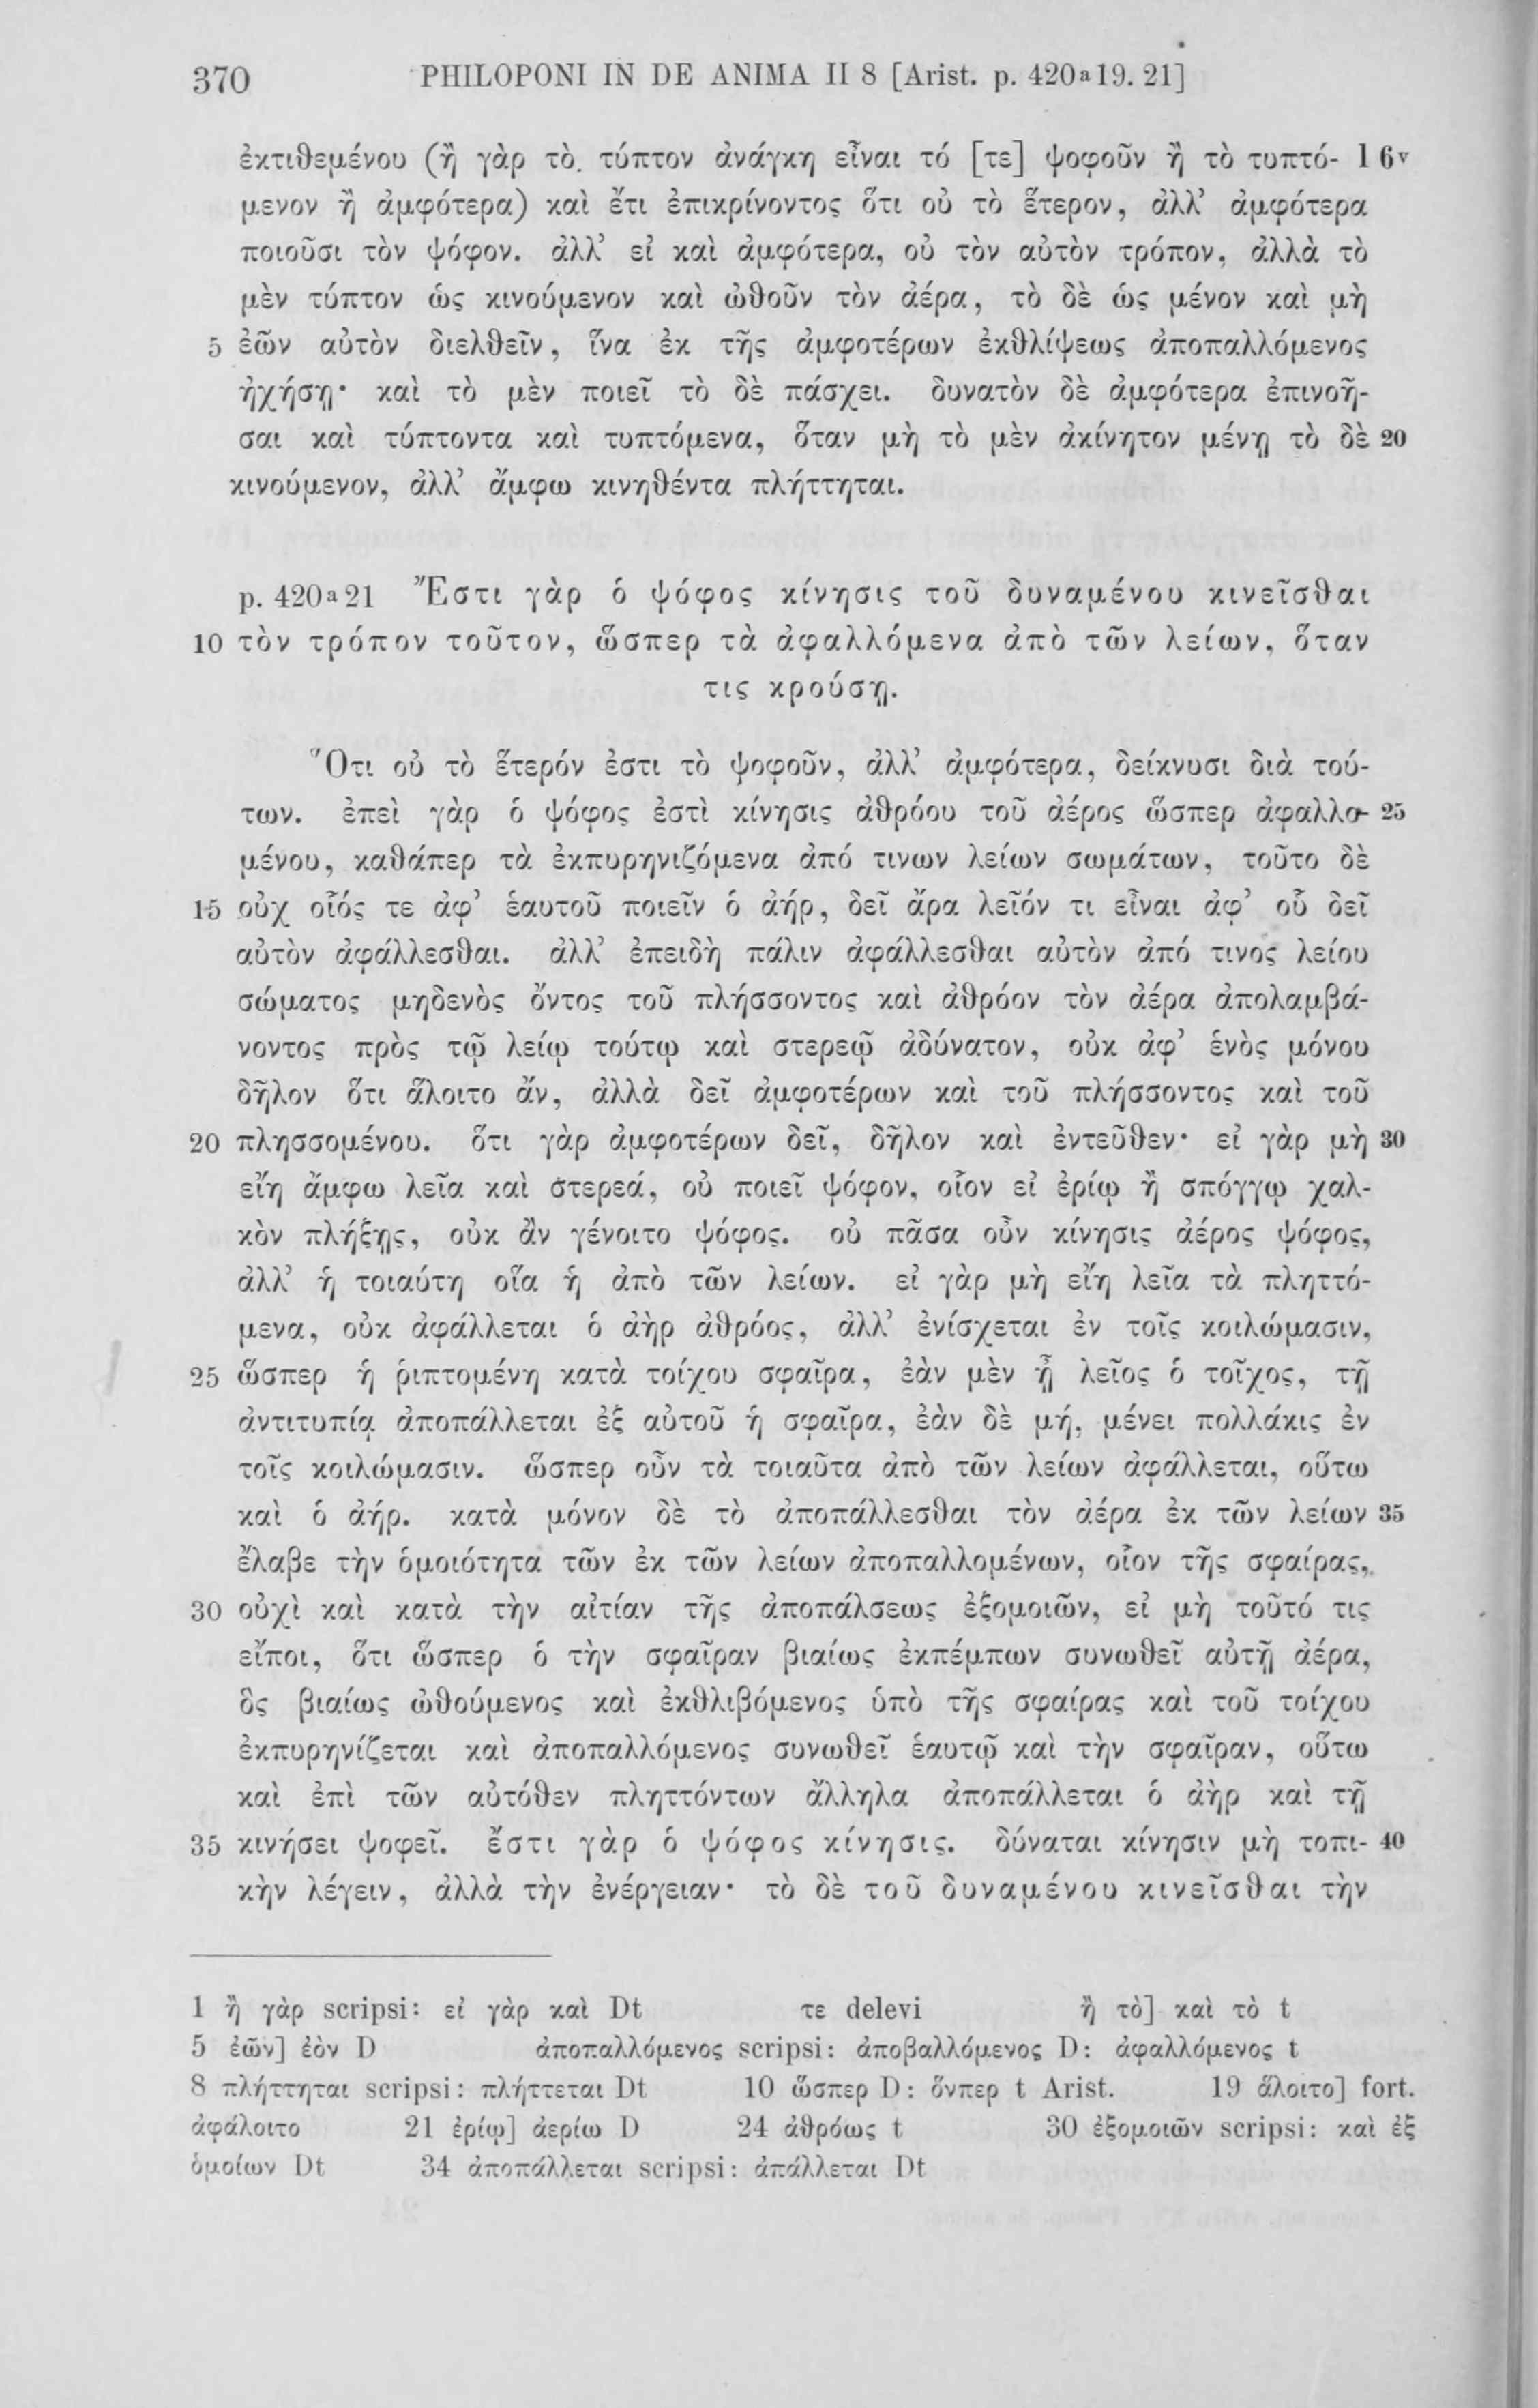 370 PHILOPONI IN DE ANIMA II 8 [Arist. p. 420a19. 21]
ἐκτιθεμένου (ἢ γὰρ τὸ τύπτον ἀνάγκη εἶναι τό [τε] ψοφοῦν ἢ τὸ τυπτό- 16v
μενον ἢ ἀμφότερα) καὶ ἔτι ἐπικρίνοντος ὅτι οὐ τὸ ἕτερον, ἀλλ’ ἀμφότερα
ποιοῦσι τὸν ψόφον. ἀλλ’ εἰ καὶ ἀμφότερα, οὐ τὸν αὐτὸν τρόπον, ἀλλὰ τὸ
μὲν τύπτον ὡς κινούμενον καὶ ὠθοῦν τὸν ἀέρα, τὸ δὲ ὡς μένον καὶ μὴ
5 ἐῶν αὐτὸν διελθεῖν, ἵνα ἐκ τῆς ἀμφοτέρων ἐκθλίψεως ἀποπαλλόμενος
ἠχήσῃ· καὶ τὸ μὲν ποιεῖ τὸ δὲ πάσχει. δυνατὸν δὲ ἀμφότερα ἐπινοῆ-
σαι καὶ τύπτοντα καὶ τυπτόμενα, ὅταν μὴ τὸ μὲν ἀκίνητον μένῃ τὸ δὲ 20
κινούμενον, ἀλλ’ ἄμφω κινηθέντα πλήττηται.
p. 420a21 Ἔστι γὰρ ὁ ψόφος κίνησις τοῦ δυναμένου κινεῖσθαι
10 τὸν τρόπον τοῦτον, ὥσπερ τὰ ἀφαλλόμενα ἀπὸ τῶν λείων, ὅταν
τις κρούσῃ.
Ὅτι οὐ τὸ ἕτερόν ἐστι τὸ ψοφοῦν, ἀλλ’ ἀμφότερα, δείκνυσι διὰ τού-
των. ἐπεὶ γὰρ ὁ ψόφος ἐστὶ κίνησις ἀθρόου τοῦ ἀέρος ὥσπερ ἀφαλλο- 25
μένου, καθάπερ τὰ ἐκπυρηνιζόμενα ἀπό τινων λείων σωμάτων, τοῦτο δὲ
15 οὐχ οἷός τε ἀφ’ ἑαυτοῦ ποιεῖν ὁ ἀήρ, δεῖ ἄρα λεῖόν τι εἶναι ἀφ’ οὗ δεῖ
αὐτὸν ἀφάλλεσθαι. ἀλλ’ ἐπειδὴ πάλιν ἀφάλλεσθαι αὐτὸν ἀπό τινος λείου
σώματος μηδενὸς ὄντος τοῦ πλήσσοντος καὶ ἀθρόον τὸν ἀέρα ἀπολαμβά-
νοντος πρὸς τῷ λείῳ τούτῳ καὶ στερεῷ ἀδύνατον, οὐκ ἀφ’ ἑνὸς μόνου
δῆλον ὅτι ἅλοιτο ἄν, ἀλλὰ δεῖ ἀμφοτέρων καὶ τοῦ πλήσσοντος καὶ τοῦ
20 πλησσομένου. ὅτι γὰρ ἀμφοτέρων δεῖ, δῆλον καὶ ἐντεῦθεν· εἰ γὰρ μὴ 30
εἴη ἄμφω λεῖα καὶ στερεά, οὐ ποιεῖ ψόφον, οἷον εἰ ἐρίῳ ἢ σπόγγῳ χαλ-
κὸν πλήξῃς, οὐκ ἂν γένοιτο ψόφος. οὐ πᾶσα οὖν κίνησις ἀέρος ψόφος,
ἀλλ’ ἡ τοιαύτη οἵα ἡ ἀπὸ τῶν λείων. εἰ γὰρ μὴ εἴη λεῖα τὰ πληττό-
μενα, οὐκ ἀφάλλεται ὁ ἀὴρ ἀθρόος, ἀλλ’ ἐνίσχεται ἐν τοῖς κοιλώμασιν,
25 ὥσπερ ἡ ῥιπτομένη κατὰ τοίχου σφαῖρα, ἐὰν μὲν ᾖ λεῖος ὁ τοῖχος, τῇ
ἀντιτυπίᾳ ἀποπάλλεται ἐξ αὐτοῦ ἡ σφαῖρα, ἐὰν δὲ μή, μένει πολλάκις ἐν
τοῖς κοιλώμασιν. ὥσπερ οὖν τὰ τοιαῦτα ἀπὸ τῶν λείων ἀφάλλεται, οὕτω
καὶ ὁ ἀήρ. κατὰ μόνον δὲ τὸ ἀποπάλλεσθαι τὸν ἀέρα ἐκ τῶν λείων 35
ἔλαβε τὴν ὁμοιότητα τῶν ἐκ τῶν λείων ἀποπαλλομένων, οἷον τῆς σφαίρας,
30 οὐχὶ καὶ κατὰ τὴν αἰτίαν τῆς ἀποπάλσεως ἐξομοιῶν, εἰ μὴ τοῦτό τις
εἴποι, ὅτι ὥσπερ ὁ τὴν σφαῖραν βιαίως ἐκπέμπων συνωθεῖ αὐτῇ ἀέρα,
ὃς βιαίως ὠθούμενος καὶ ἐκθλιβόμενος ὑπὸ τῆς σφαίρας καὶ τοῦ τοίχου
ἐκπυρηνίζεται καὶ ἀποπαλλόμενος συνωθεῖ ἑαυτῷ καὶ τὴν σφαῖραν, οὕτω
καὶ ἐπὶ τῶν αὐτόθεν πληττόντων ἄλληλα ἀποπάλλεται ὁ ἀὴρ καὶ τῇ
35 κινήσει ψοφεῖ. ἔστι γὰρ ὁ ψόφος κίνησις. δύναται κίνησιν μὴ τοπι- 40
κὴν λέγειν, ἀλλὰ τὴν ἐνέργειαν· τὸ δὲ τοῦ δυναμένου κινεῖσθαι τὴν
1 ἢ γὰρ scripsi: εἰ γὰρ καὶ Dt τε delevi ἢ τὸ] καὶ τὸ t
5 ἐῶν] ἐὸν D ἀποπαλλόμενος scripsi: ἀποβαλλόμενος D: ἀφαλλόμενος t
8 πλήττηται scripsi: πλήττεται Dt 10 ὥσπερ D: ὅνπερ t Arist. 19 ἅλοιτο] fort.
ἀφάλοιτο 21 ἐρίῳ] ἀερίω D 24 ἀθρόως t 30 ἐξομοιῶν scripsi: καὶ ἐξ
ὁμοίων Dt 34 ἀποπάλλεται scripsi: ἀπάλλεται Dt